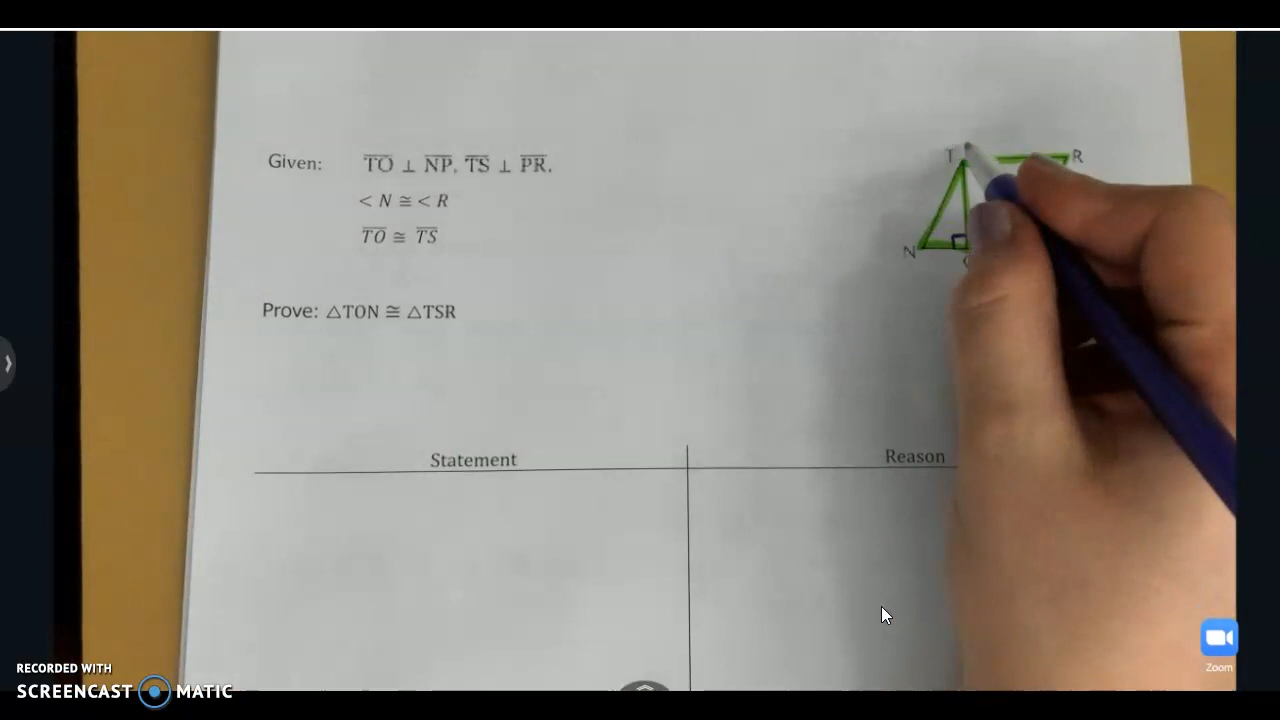 T R
Given: TO ⊥ NP, TS ⊥ PR,
< N ≅ < R
N
TO ≅ TS
Prove: △TON ≅ △TSR
Statement Reason
Zoom
RECORDED WITH
SCREENCAST MATIC